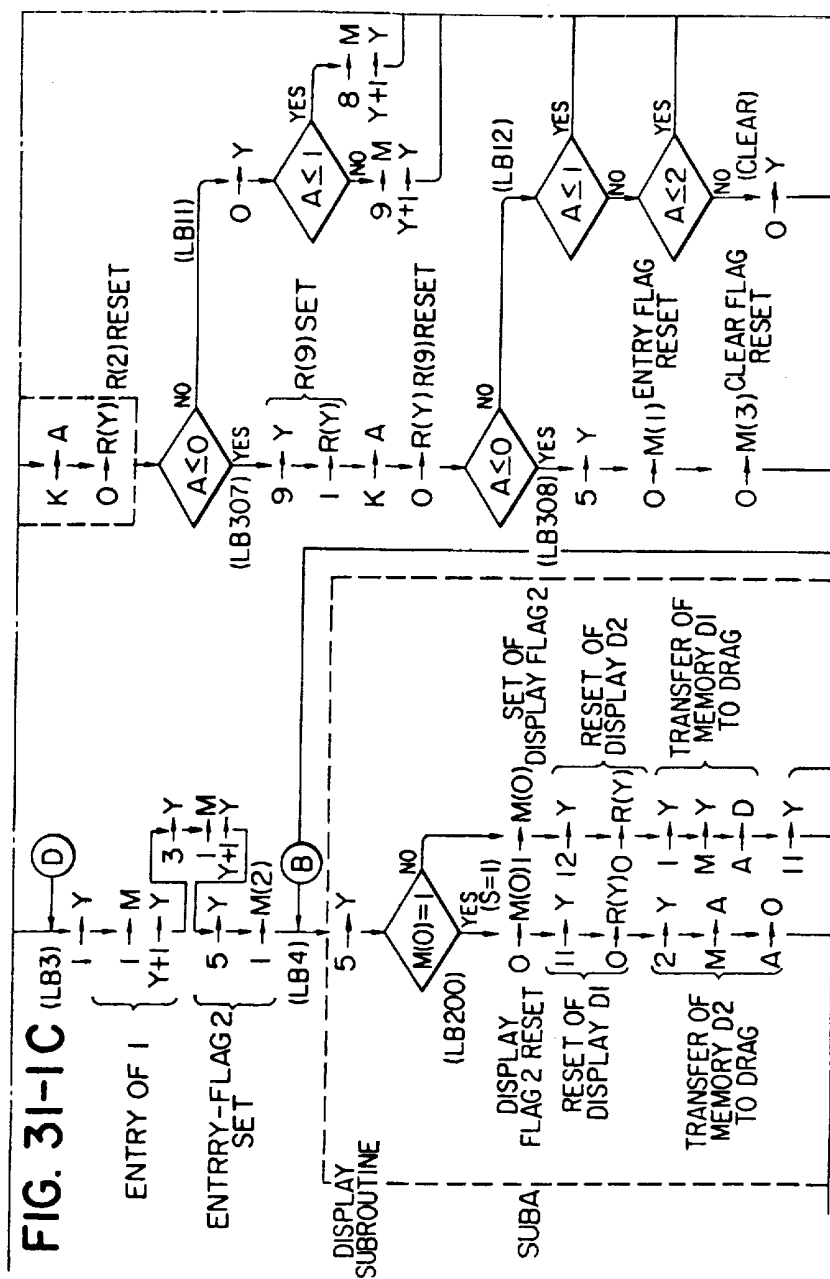 FIG. 31-1C
D
(LB3)
1→Y
ENTRY OF 1
1→M
Y+1→Y
3→Y
1→M
Y+1→Y
ENTRRY-FLAG2
SET
5→Y
1→M(2)
(LB4)
B
DISPLAY
SUBROUTINE
SUBA
5→Y
M(0)=1
NO
YES
(S=1)
(LB200)
DISPLAY
FLAG 2 RESET
0→M(0)
1→M(0)
SET OF
DISPLAY FLAG2
RESET OF
DISPLAY D1
11→Y
0→R(Y)
12→Y
0→R(Y)
RESET OF
DISPLAY D2
TRANSFER OF
MEMORY D2
TO DRAG
2→Y
M→A
A→O
1→Y
M→Y
A→D
TRANSFER OF
MEMORY D1
TO DRAG
11→Y
K→A
0→R(Y)
R(2)RESET
A≤0
NO
YES
(LB307)
9→Y
1→R(Y)
R(9)SET
K→A
0→R(Y)
R(9)RESET
A≤0
NO
YES
(LB308)
5→Y
0→M(1)
ENTRY FLAG
RESET
0→M(3)
CLEAR FLAG
RESET
(LB11)
0→Y
A≤1
YES
NO
8→M
Y+1→Y
9→M
Y+1→Y
(LB12)
A≤1
YES
NO
A≤2
YES
NO
(CLEAR)
0→Y